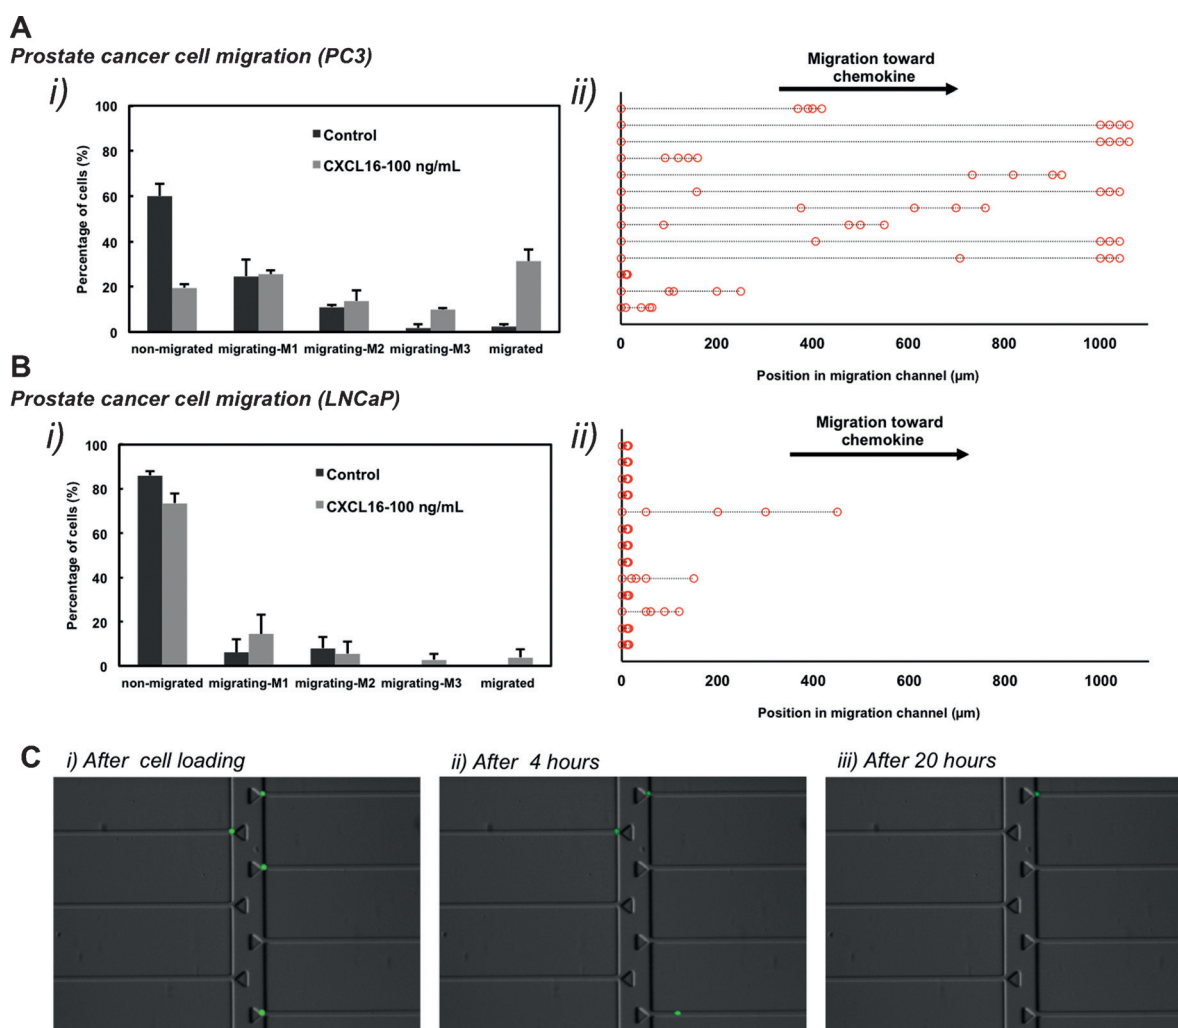 A
Prostate cancer cell migration (PC3)
i)
100
80
60
40
20
0
Percentage of cells (%)
Control
CXCL16-100 ng/mL
non-migrated migrating-M1 migrating-M2 migrating-M3 migrated
ii)
Migration toward
chemokine
0 200 400 600 800 1000
Position in migration channel (µm)
B
Prostate cancer cell migration (LNCaP)
i)
100
80
60
40
20
0
Percentage of cells (%)
Control
CXCL16-100 ng/mL
non-migrated migrating-M1 migrating-M2 migrating-M3 migrated
ii)
Migration toward
chemokine
0 200 400 600 800 1000
Position in migration channel (µm)
C
i) After cell loading
ii) After 4 hours
iii) After 20 hours